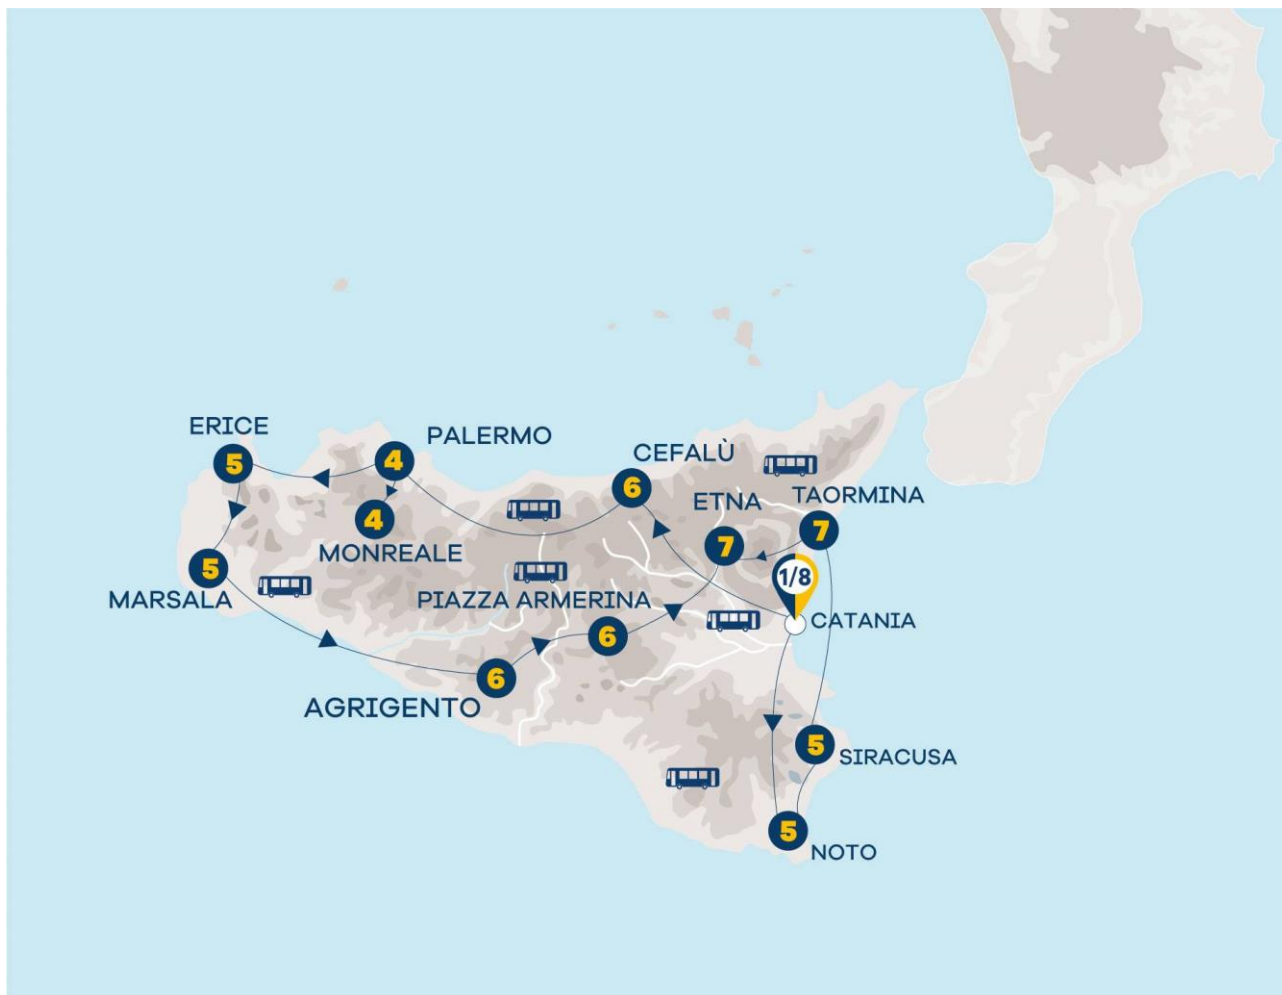 ERICE
5
PALERMO
4
CEFALÙ
6
ETNA
7
TAORMINA
7
4
MONREALE
MARSALA
5
PIAZZA ARMERINA
6
1/8
CATANIA
AGRIGENTO
6
5
SIRACUSA
5
NOTO